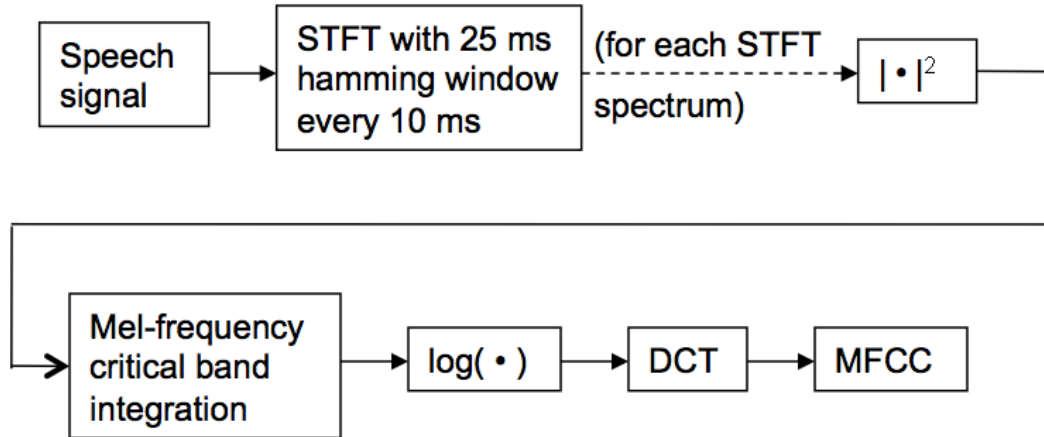 Speech
signal
STFT with 25 ms
hamming window
every 10 ms
(for each STFT
spectrum)
| • |²
Mel-frequency
critical band
integration
log( • )
DCT
MFCC